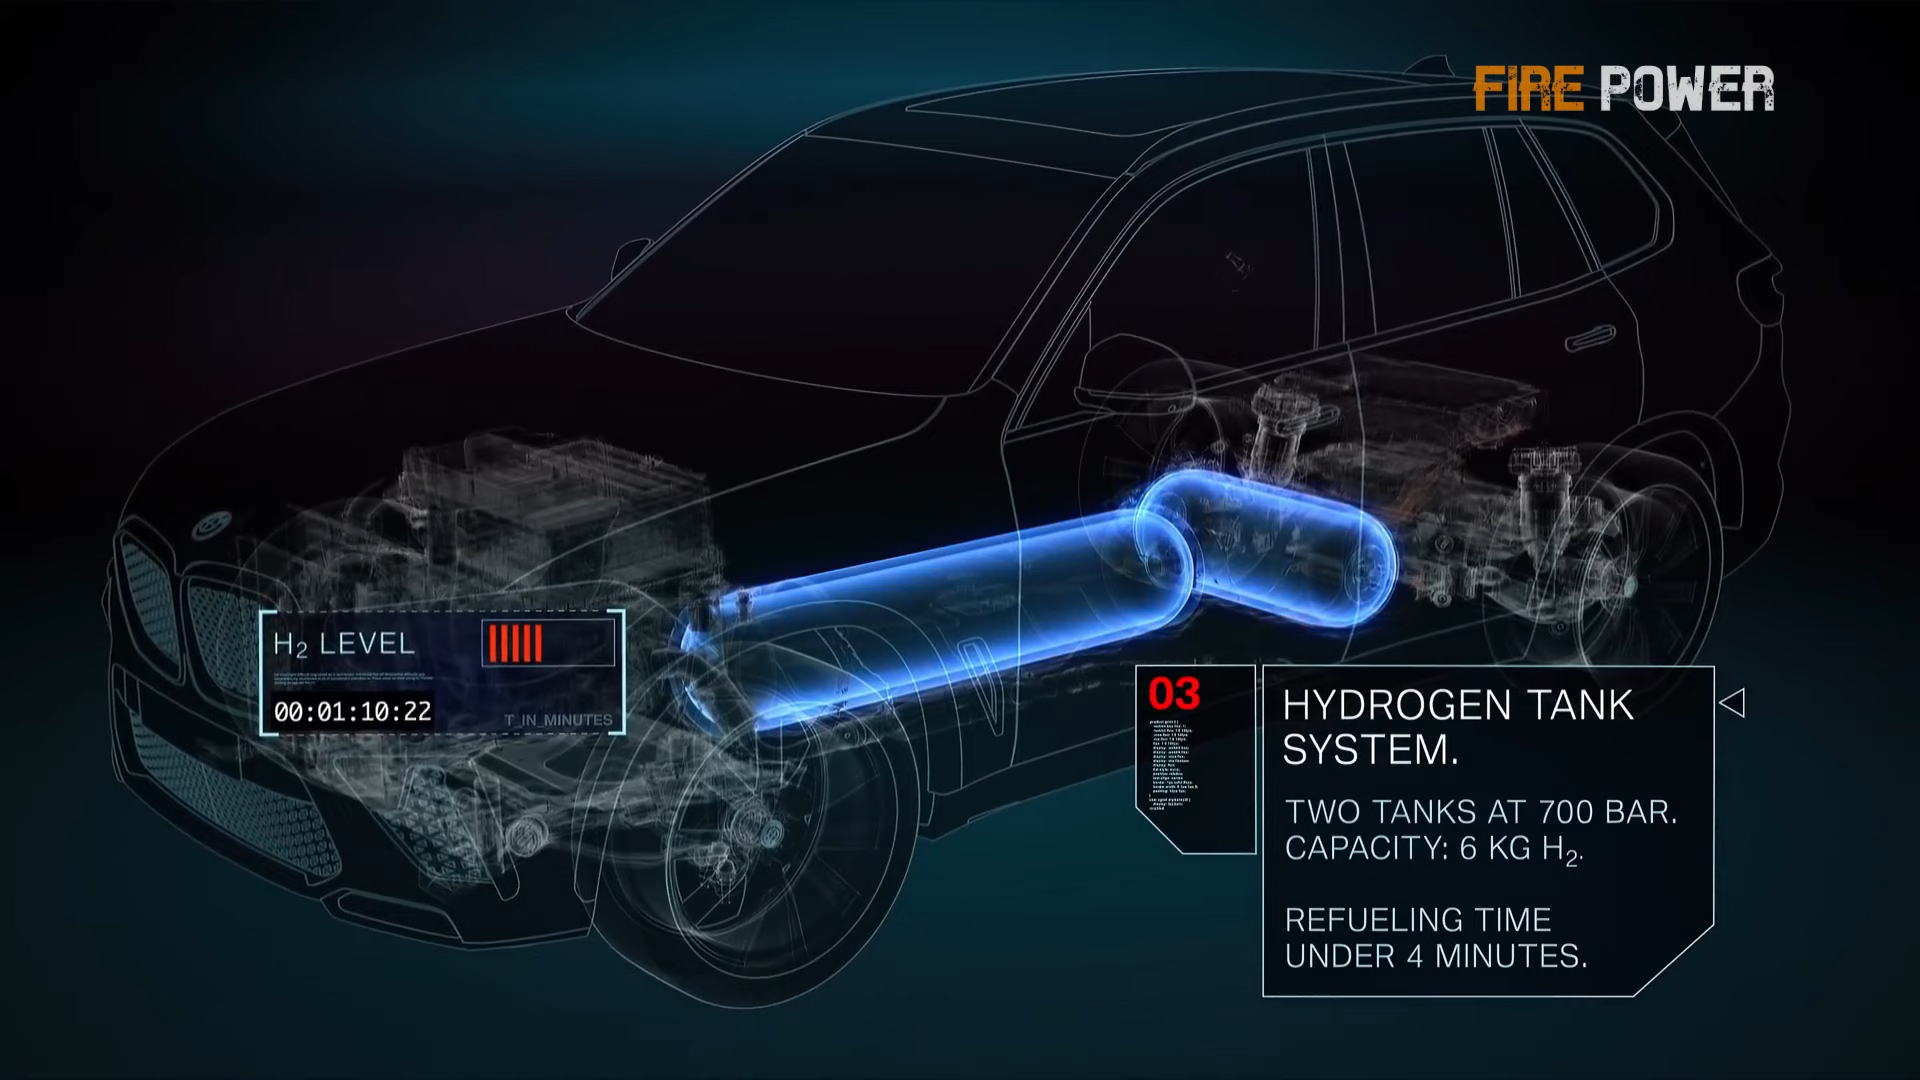 FIRE POWER
H₂ LEVEL
00:01:10:22
T_IN_MINUTES
03
HYDROGEN TANK
SYSTEM.
TWO TANKS AT 700 BAR.
CAPACITY: 6 KG H₂.
REFUELING TIME
UNDER 4 MINUTES.